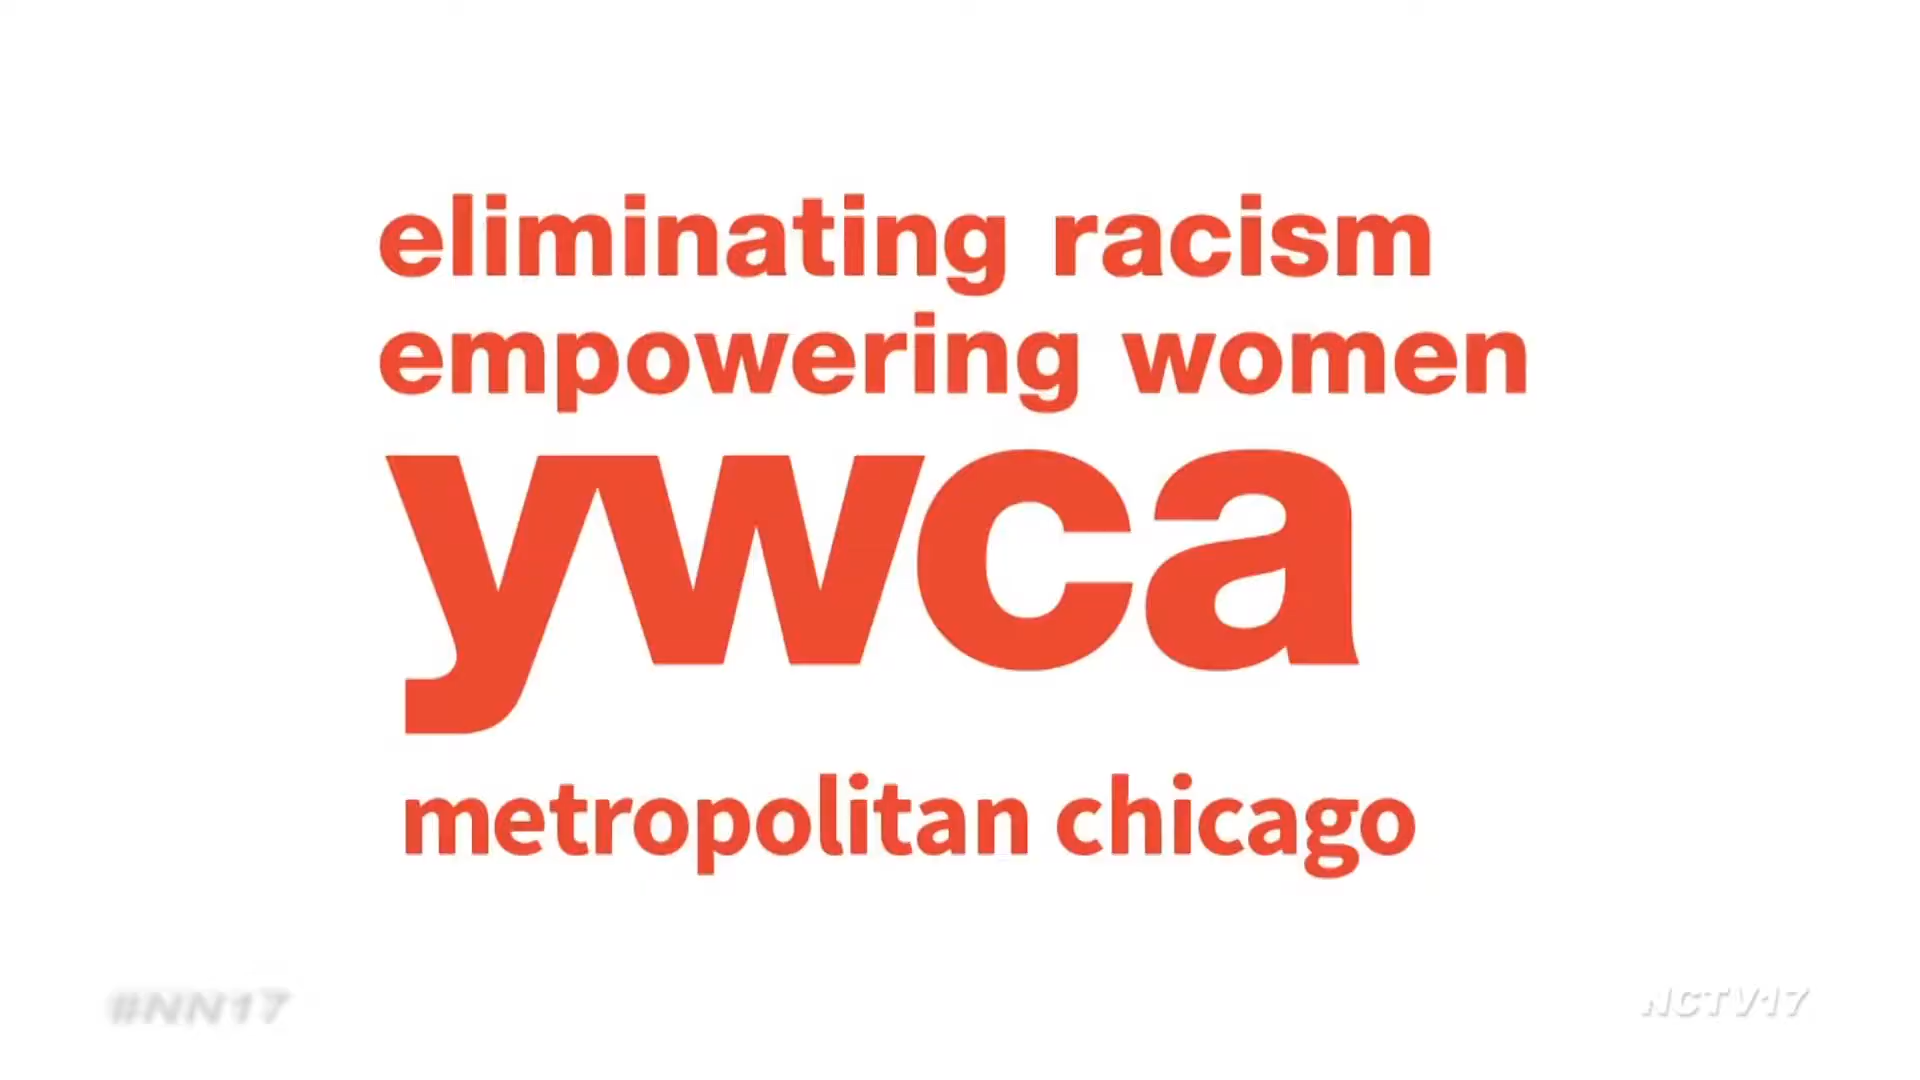 eliminating racism
empowering women
ywca
metropolitan chicago
#NN17
NCTV17